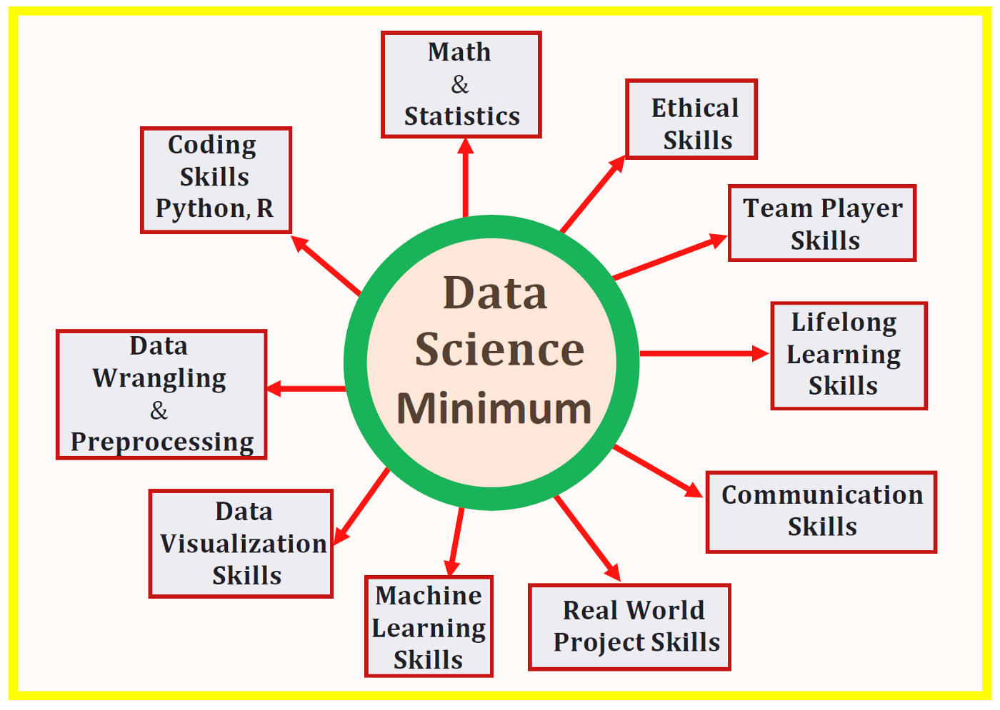 Math
&
Statistics
Ethical
Skills
Coding
Skills
Python, R
Team Player
Skills
Data
Science
Minimum
Lifelong
Learning
Skills
Data
Wrangling
&
Preprocessing
Communication
Skills
Data
Visualization
Skills
Machine
Learning
Skills
Real World
Project Skills